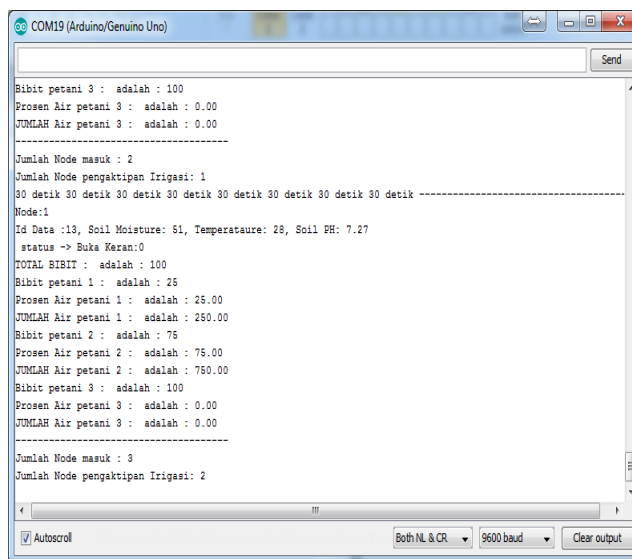 COM19 (Arduino/Genuino Uno)
Send
Bibit petani 3 :  adalah : 100
Prosen Air petani 3 :  adalah : 0.00
JUMLAH Air petani 3 :  adalah : 0.00
--------------------------------------
Jumlah Node masuk : 2
Jumlah Node pengaktipan Irigasi: 1
30 detik 30 detik 30 detik 30 detik 30 detik 30 detik 30 detik 30 detik -------------------------------------
Node:1
Id Data :13, Soil Moisture: 51, Temperataure: 28, Soil PH: 7.27
 status -> Buka Keran:0
TOTAL BIBIT :  adalah : 100
Bibit petani 1 :  adalah : 25
Prosen Air petani 1 :  adalah : 25.00
JUMLAH Air petani 1 :  adalah : 250.00
Bibit petani 2 :  adalah : 75
Prosen Air petani 2 :  adalah : 75.00
JUMLAH Air petani 2 :  adalah : 750.00
Bibit petani 3 :  adalah : 100
Prosen Air petani 3 :  adalah : 0.00
JUMLAH Air petani 3 :  adalah : 0.00
--------------------------------------
Jumlah Node masuk : 3
Jumlah Node pengaktipan Irigasi: 2
Autoscroll
Both NL & CR
9600 baud
Clear output